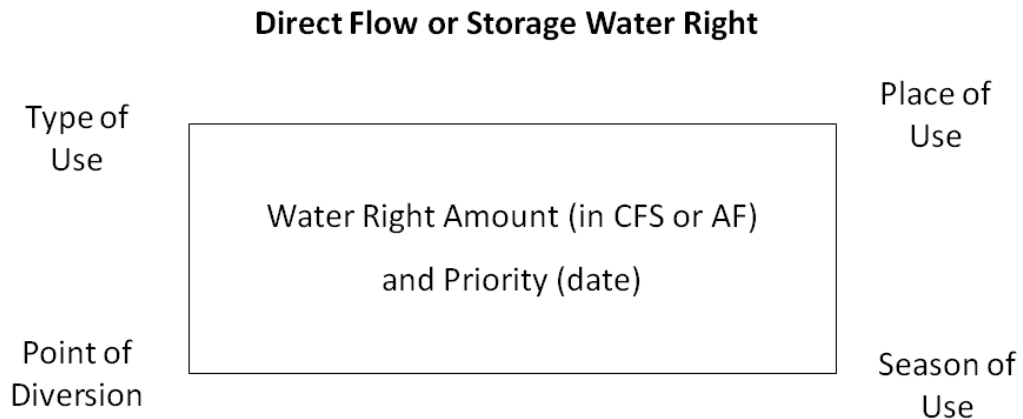 Direct Flow or Storage Water Right
Type of
Use
Place of
Use
Water Right Amount (in CFS or AF)
and Priority (date)
Point of
Diversion
Season of
Use